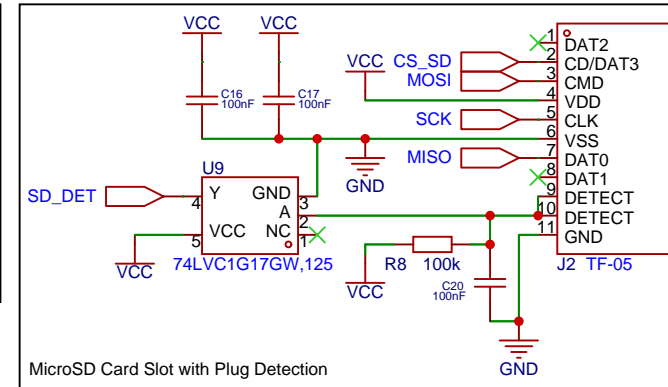 VCC
VCC
C16
100nF
C17
100nF
VCC
CS_SD
MOSI
SCK
MISO
1
DAT2
2
CD/DAT3
3
CMD
4
VDD
5
CLK
6
VSS
7
DAT0
8
DAT1
9
DETECT
10
DETECT
11
GND
J2 TF-05
GND
U9
SD_DET
4
Y
GND
3
A
2
5
VCC
NC
1
74LVC1G17GW,125
VCC
R8 100k
VCC
C20
100nF
GND
MicroSD Card Slot with Plug Detection